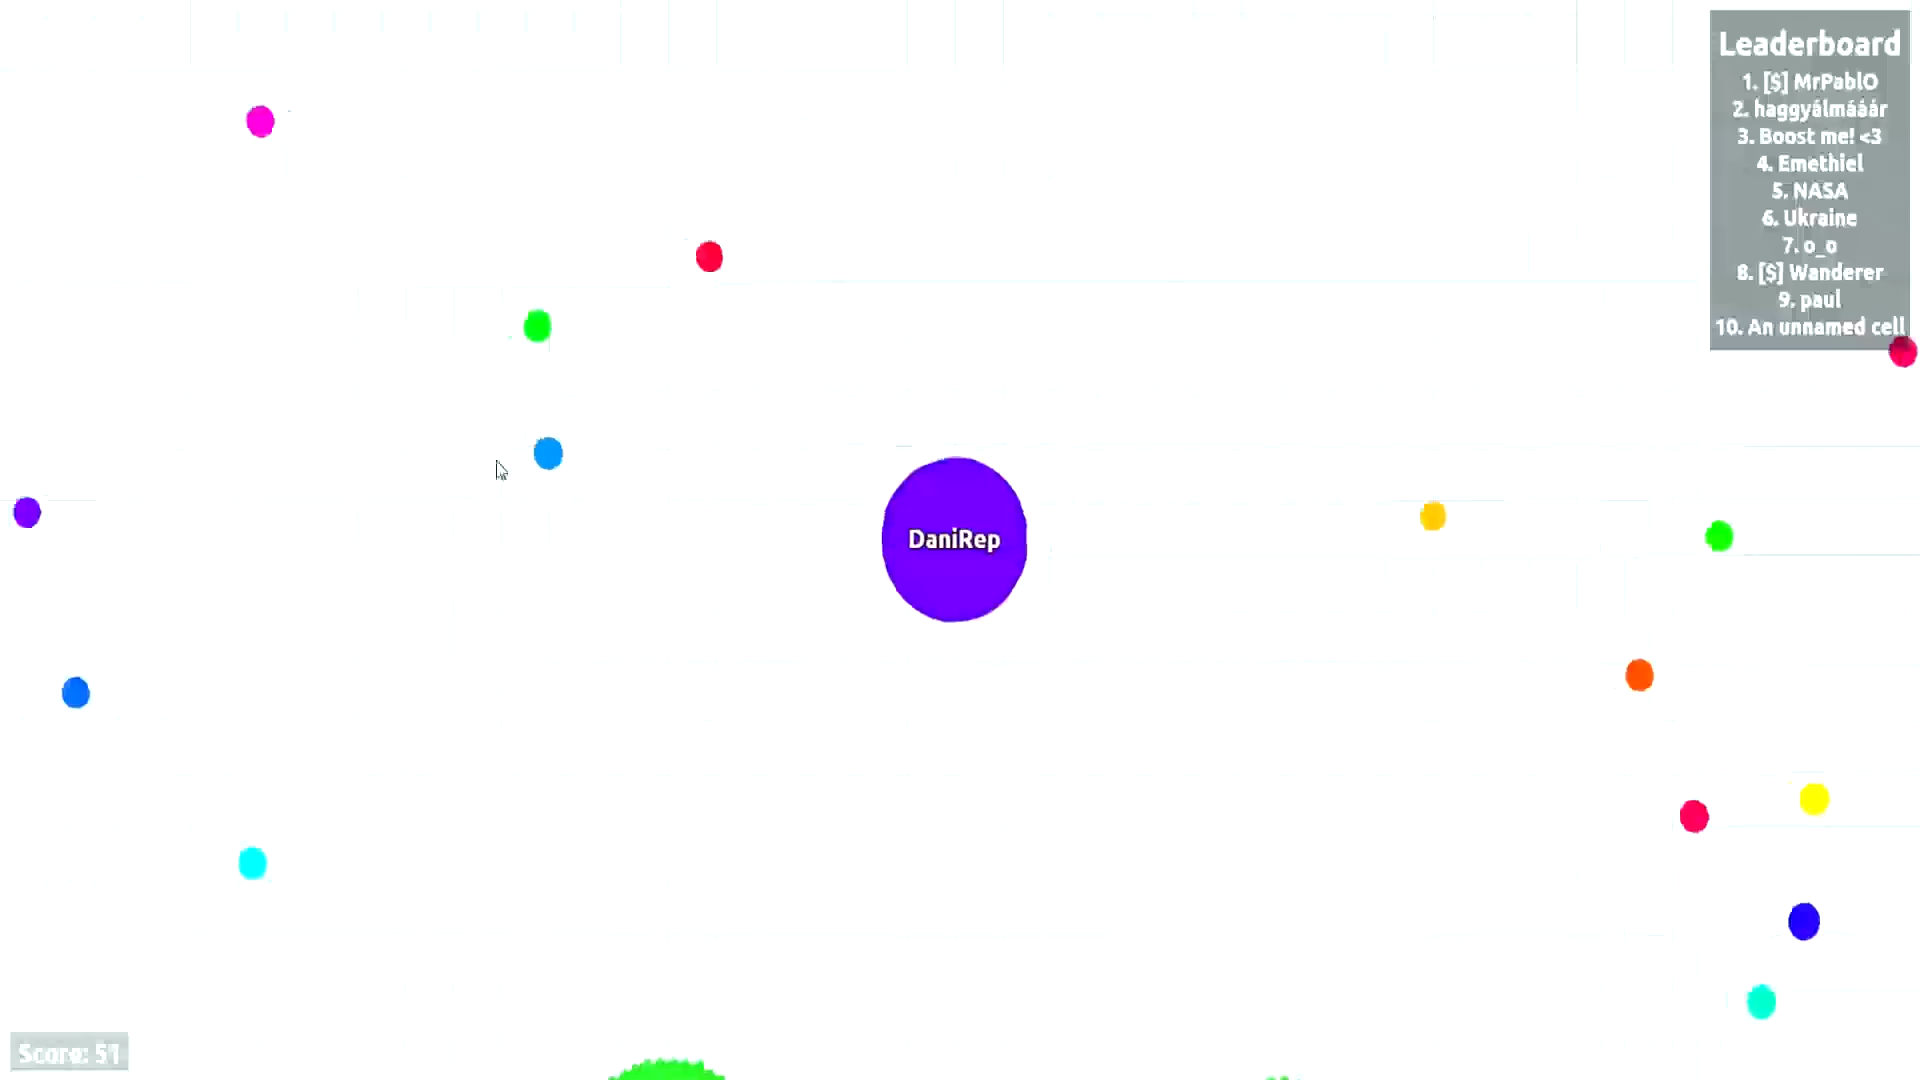 Leaderboard
1. [$] MrPablO
2. haggyálmááár
3. Boost me! <3
4. Emethiel
5. NASA
6. Ukraine
7. o_o
8. [$] Wanderer
9. paul
10. An unnamed cell
DaniRep
Score: 51